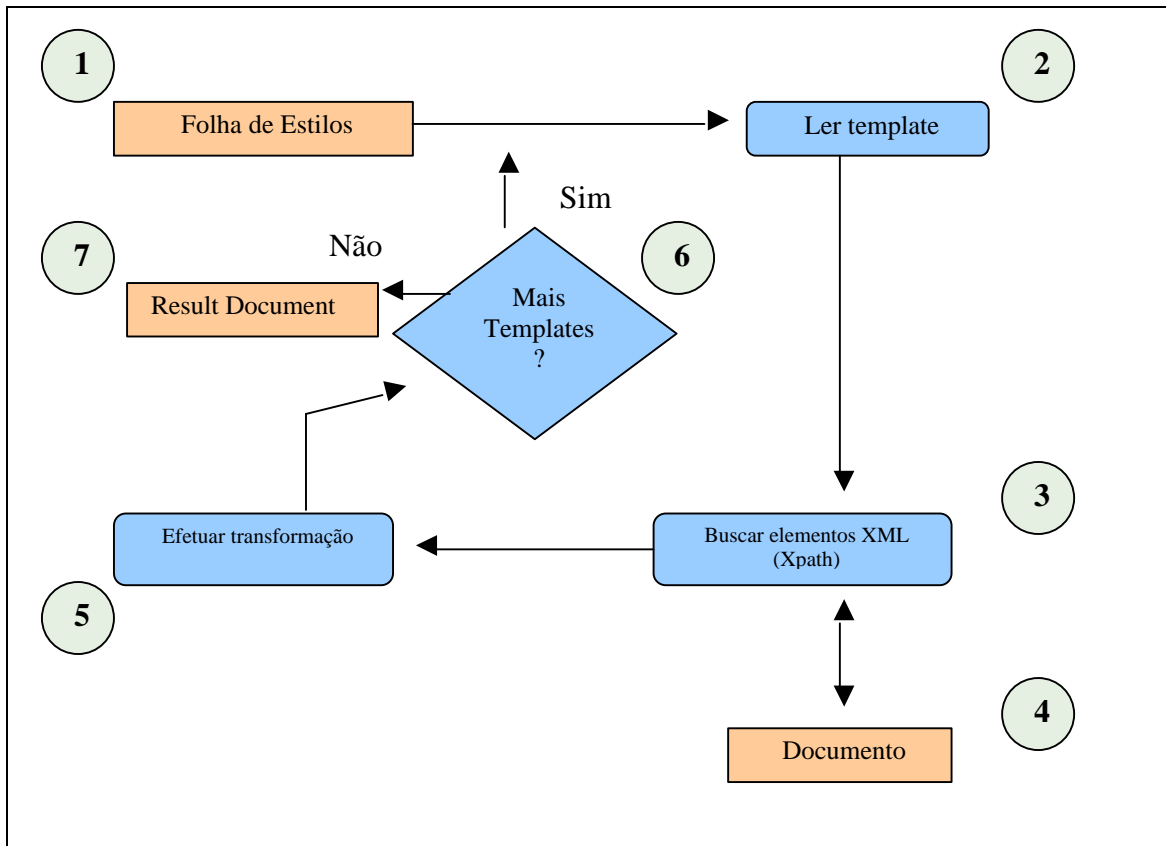 1
2
Folha de Estilos
Ler template
Sim
Não
7
6
Result Document
Mais
Templates
?
3
Efetuar transformação
Buscar elementos XML
(Xpath)
5
4
Documento